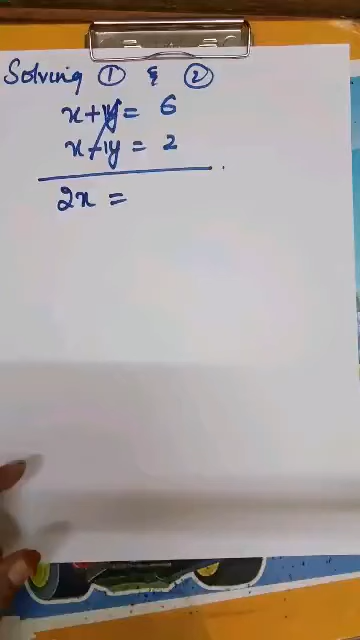 Solving ① & ②
x+y = 6
x-y = 2
2x =